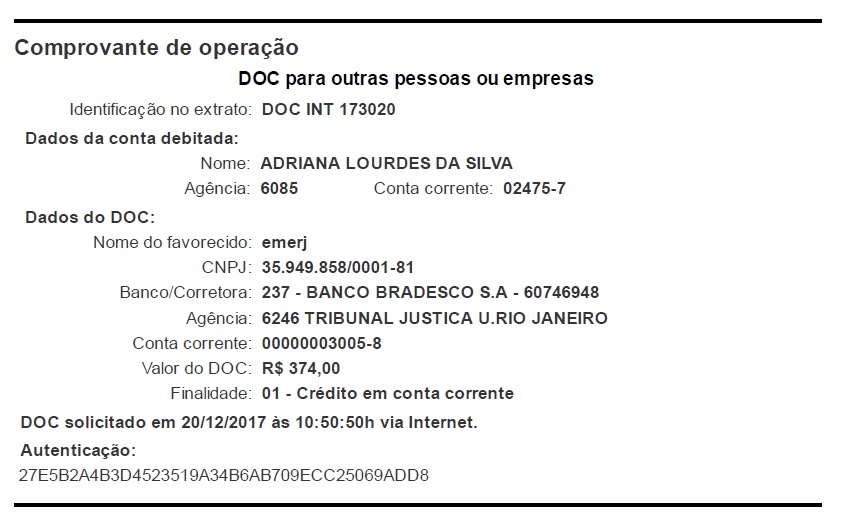 Comprovante de operação
DOC para outras pessoas ou empresas
Identificação no extrato: DOC INT 173020
Dados da conta debitada:
Nome: ADRIANA LOURDES DA SILVA
Agência: 6085 Conta corrente: 02475-7
Dados do DOC:
Nome do favorecido: emerj
CNPJ: 35.949.858/0001-81
Banco/Corretora: 237 - BANCO BRADESCO S.A - 60746948
Agência: 6246 TRIBUNAL JUSTICA U.RIO JANEIRO
Conta corrente: 00000003005-8
Valor do DOC: R$ 374,00
Finalidade: 01 - Crédito em conta corrente
DOC solicitado em 20/12/2017 às 10:50:50h via Internet.
Autenticação:
27E5B2A4B3D4523519A34B6AB709ECC25069ADD8